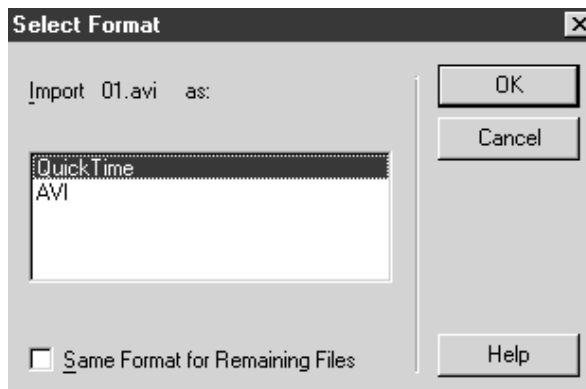 Select Format
Import 01.avi as:
OK
Cancel
QuickTime
AVI
Same Format for Remaining Files
Help